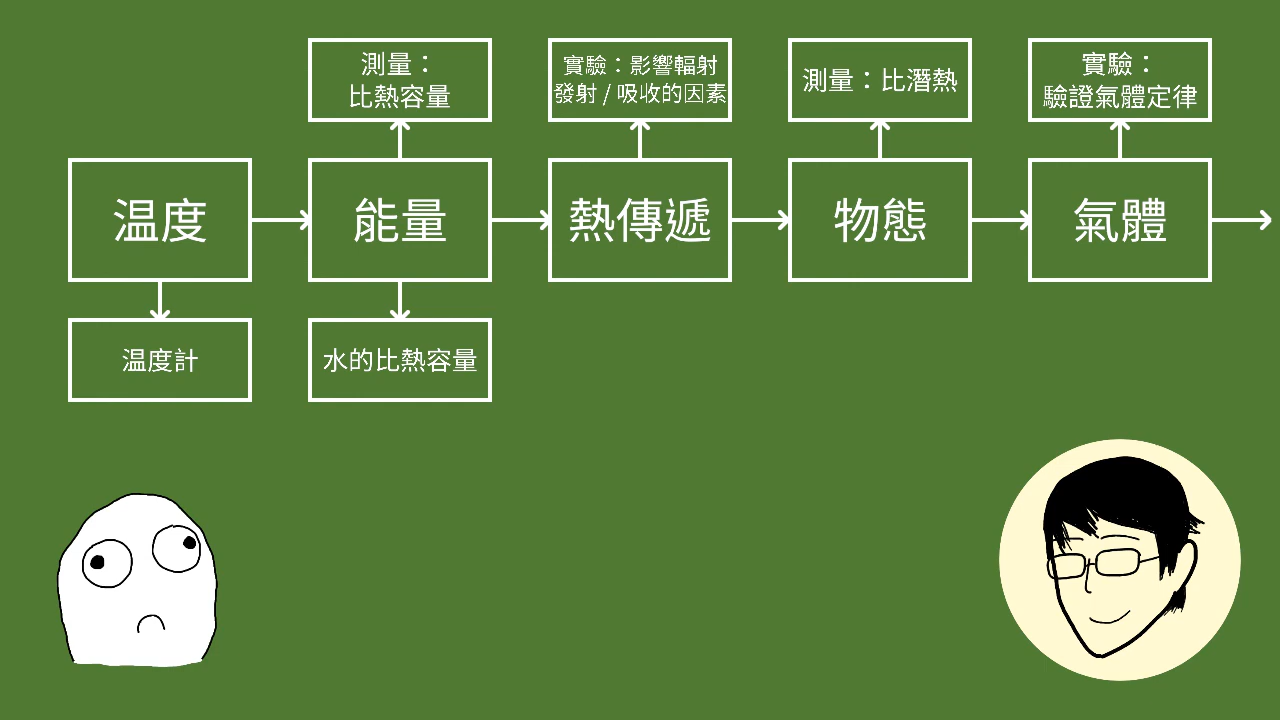 測量：
比熱容量
實驗：影響輻射
發射 / 吸收的因素
測量：比潛熱
實驗：
驗證氣體定律
温度
能量
熱傳遞
物態
氣體
温度計
水的比熱容量